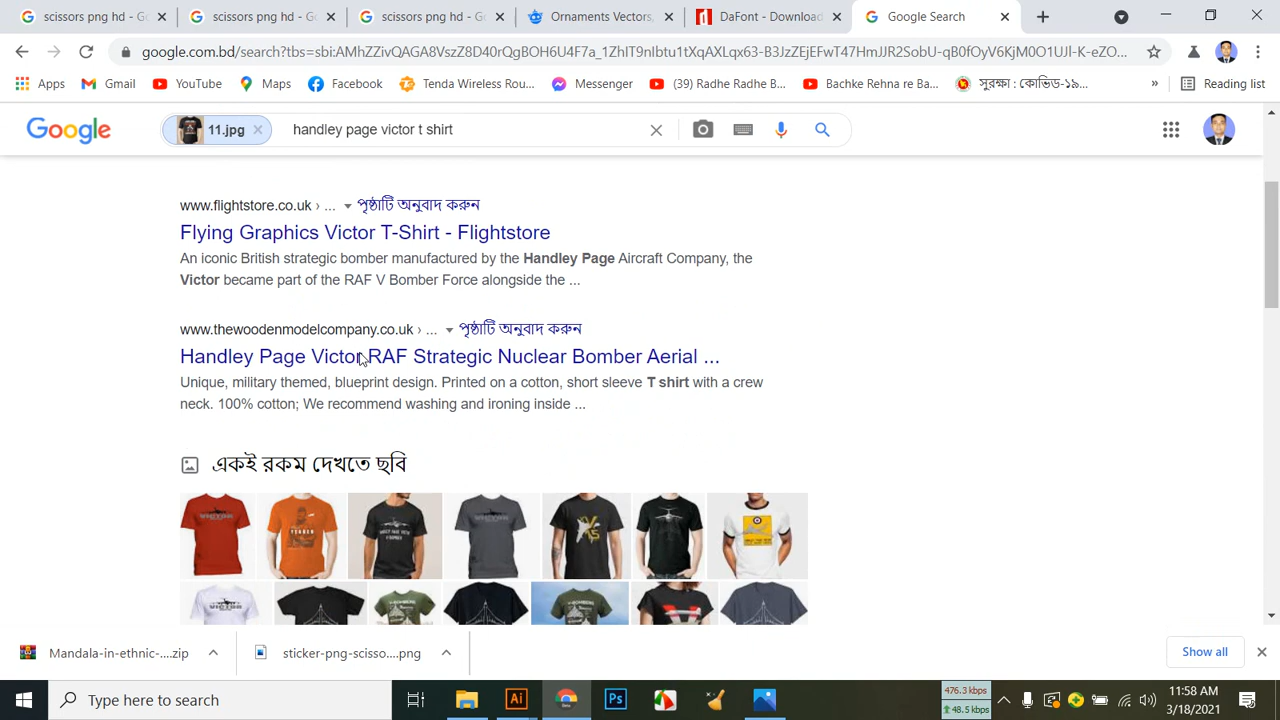 scissors png hd - G
scissors png hd - G
scissors png hd - G
Ornaments Vectors,
DaFont - Download
Google Search
google.com.bd/search?tbs=sbi:AMhZZivQAGA8VszZ8D40rQgBOH6U4F7a_1ZhIT9nIbtu1tXqAXLqx63-B3JzZEjEFwT47HmJJR2SobU-qB0fOyV6KjM0O1UJl-K-eZO...
Apps
Gmail
YouTube
Maps
Facebook
Tenda Wireless Rou...
Messenger
(39) Radhe Radhe B...
Bachke Rehna re Ba...
সুরক্ষা : কোভিড-১৯...
»
Reading list
Google
11.jpg
handley page victor t shirt
www.flightstore.co.uk › ... পৃষ্ঠাটি অনুবাদ করুন
Flying Graphics Victor T-Shirt - Flightstore
An iconic British strategic bomber manufactured by the Handley Page Aircraft Company, the
Victor became part of the RAF V Bomber Force alongside the ...
www.thewoodenmodelcompany.co.uk › ... পৃষ্ঠাটি অনুবাদ করুন
Handley Page Victor RAF Strategic Nuclear Bomber Aerial ...
Unique, military themed, blueprint design. Printed on a cotton, short sleeve T shirt with a crew
neck. 100% cotton; We recommend washing and ironing inside ...
একই রকম দেখতে ছবি
Mandala-in-ethnic-....zip
sticker-png-scisso....png
Show all
Type here to search
Ai
Ps
476.3 kbps
48.5 kbps
11:58 AM
3/18/2021